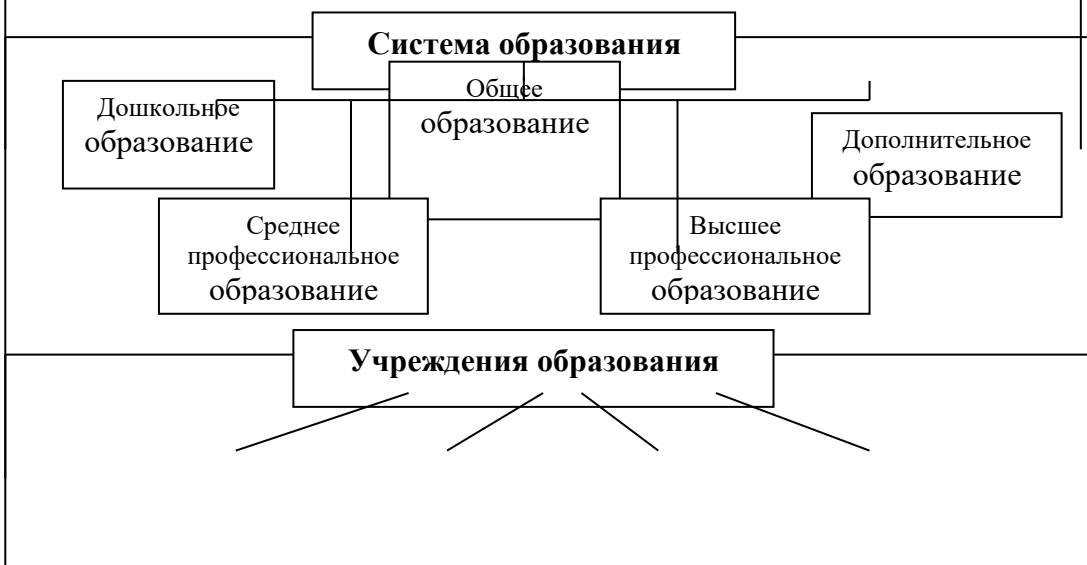 Система образования
Дошкольное
образование
Общее
образование
Дополнительное
образование
Среднее
профессиональное
образование
Высшее
профессиональное
образование
Учреждения образования